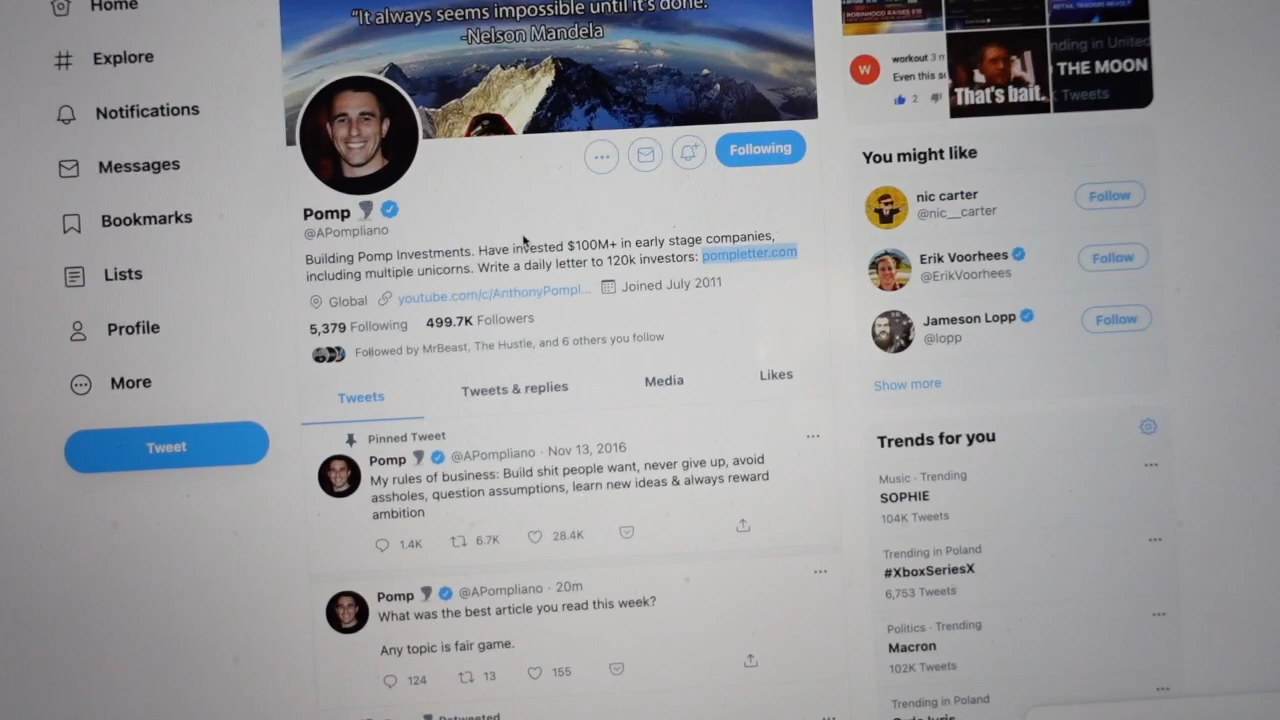 Home
Explore
Notifications
Messages
Bookmarks
Lists
Profile
More
Tweet
"It always seems impossible until it's done."
-Nelson Mandela
Following
Pomp
@APompliano
Building Pomp Investments. Have invested $100M+ in early stage companies,
including multiple unicorns. Write a daily letter to 120k investors: pompletter.com
Global youtube.com/c/AnthonyPompl... Joined July 2011
5,379 Following 499.7K Followers
Followed by MrBeast, The Hustle, and 6 others you follow
Tweets Tweets & replies Media Likes
Pinned Tweet
Pomp @APompliano · Nov 13, 2016
My rules of business: Build shit people want, never give up, avoid
assholes, question assumptions, learn new ideas & always reward
ambition
1.4K 6.7K 28.4K
Pomp @APompliano · 20m
What was the best article you read this week?
Any topic is fair game.
124 13 155
Retweeted
ROBINHOOD RAISES
W
workout 3
Even this
2
That's bait.
nding in United
THE MOON
Tweets
You might like
nic carter
@nic__carter
Follow
Erik Voorhees
@ErikVoorhees
Follow
Jameson Lopp
@lopp
Follow
Show more
Trends for you
Music · Trending
SOPHIE
104K Tweets
Trending in Poland
#XboxSeriesX
6,753 Tweets
Politics · Trending
Macron
102K Tweets
Trending in Poland